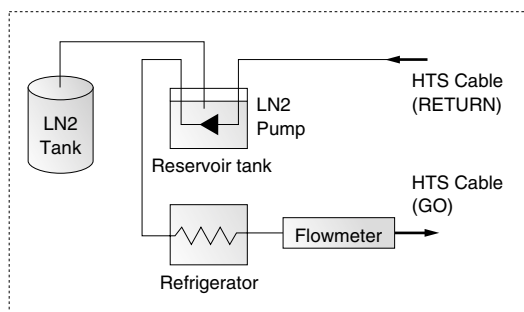 LN2
Tank
LN2
Pump
Reservoir tank
HTS Cable
(RETURN)
HTS Cable
(GO)
Flowmeter
Refrigerator